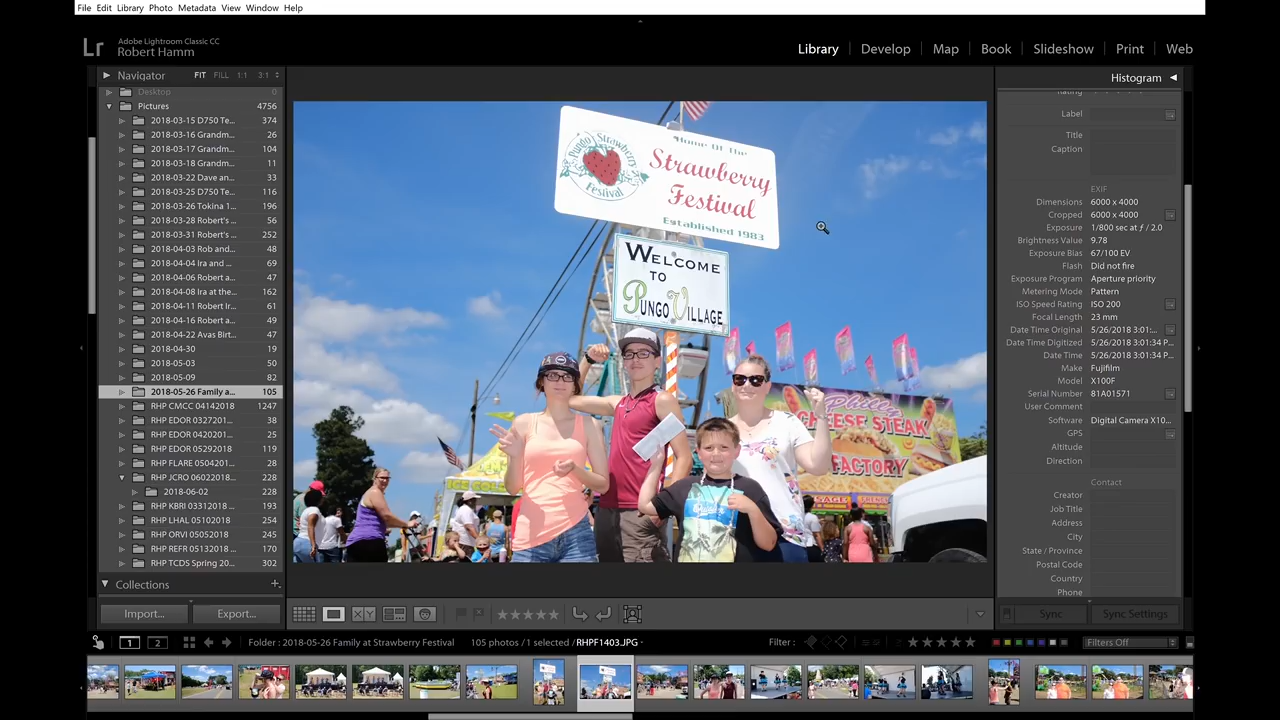 File Edit Library Photo Metadata View Window Help
Lr
Adobe Lightroom Classic CC
Robert Hamm
Library Develop Map Book Slideshow Print Web
Navigator FIT FILL 1:1 3:1
Desktop 0
Pictures 4756
2018-03-15 D750 Te... 374
2018-03-16 Grandm... 26
2018-03-17 Grandm... 104
2018-03-18 Grandm... 11
2018-03-22 Dave an... 33
2018-03-25 D750 Te... 116
2018-03-26 Tokina 1... 196
2018-03-28 Robert's ... 56
2018-03-31 Robert's... 252
2018-04-03 Rob and... 48
2018-04-04 Ira and... 69
2018-04-06 Robert a... 47
2018-04-08 Ira at the... 162
2018-04-11 Robert Ir... 61
2018-04-16 Robert a... 49
2018-04-22 Avas Birt... 47
2018-04-30 19
2018-05-03 50
2018-05-09 82
2018-05-26 Family a... 105
RHP CMCC 04142018 1247
RHP EDOR 0327201... 38
RHP EDOR 0420201... 25
RHP EDOR 05292018 119
RHP FLARE 0504201... 228
RHP JCRO 06022018... 228
2018-06-02 228
RHP KBRI 03312018 ... 193
RHP LHAL 05102018 254
RHP ORVI 05052018 245
RHP REFR 05132018 ... 170
RHP TCDS Spring 20... 302
Collections +
Import... Export...
Home Of The
Strawberry
Festival
Established 1983
Pungo Strawberry
Festival
Welcome
to
Pungo Village
Philly
Cheese Steak
Factory
Histogram
Rating
Label
Title
Caption
EXIF
Dimensions 6000 x 4000
Cropped 6000 x 4000
Exposure 1/800 sec at ƒ / 2.0
Brightness Value 9.78
Exposure Bias 67/100 EV
Flash Did not fire
Exposure Program Aperture priority
Metering Mode Pattern
ISO Speed Rating ISO 200
Focal Length 23 mm
Date Time Original 5/26/2018 3:01:...
Date Time Digitized 5/26/2018 3:01:34 P...
Date Time 5/26/2018 3:01:34 P...
Make Fujifilm
Model X100F
Serial Number 81A01571
User Comment
Software Digital Camera X10...
GPS
Altitude
Direction
Contact
Creator
Job Title
Address
City
State / Province
Postal Code
Country
Phone
Sync Sync Settings
X Y
1 2 Folder : 2018-05-26 Family at Strawberry Festival 105 photos / 1 selected / RHPF1403.JPG Filter : Filters Off